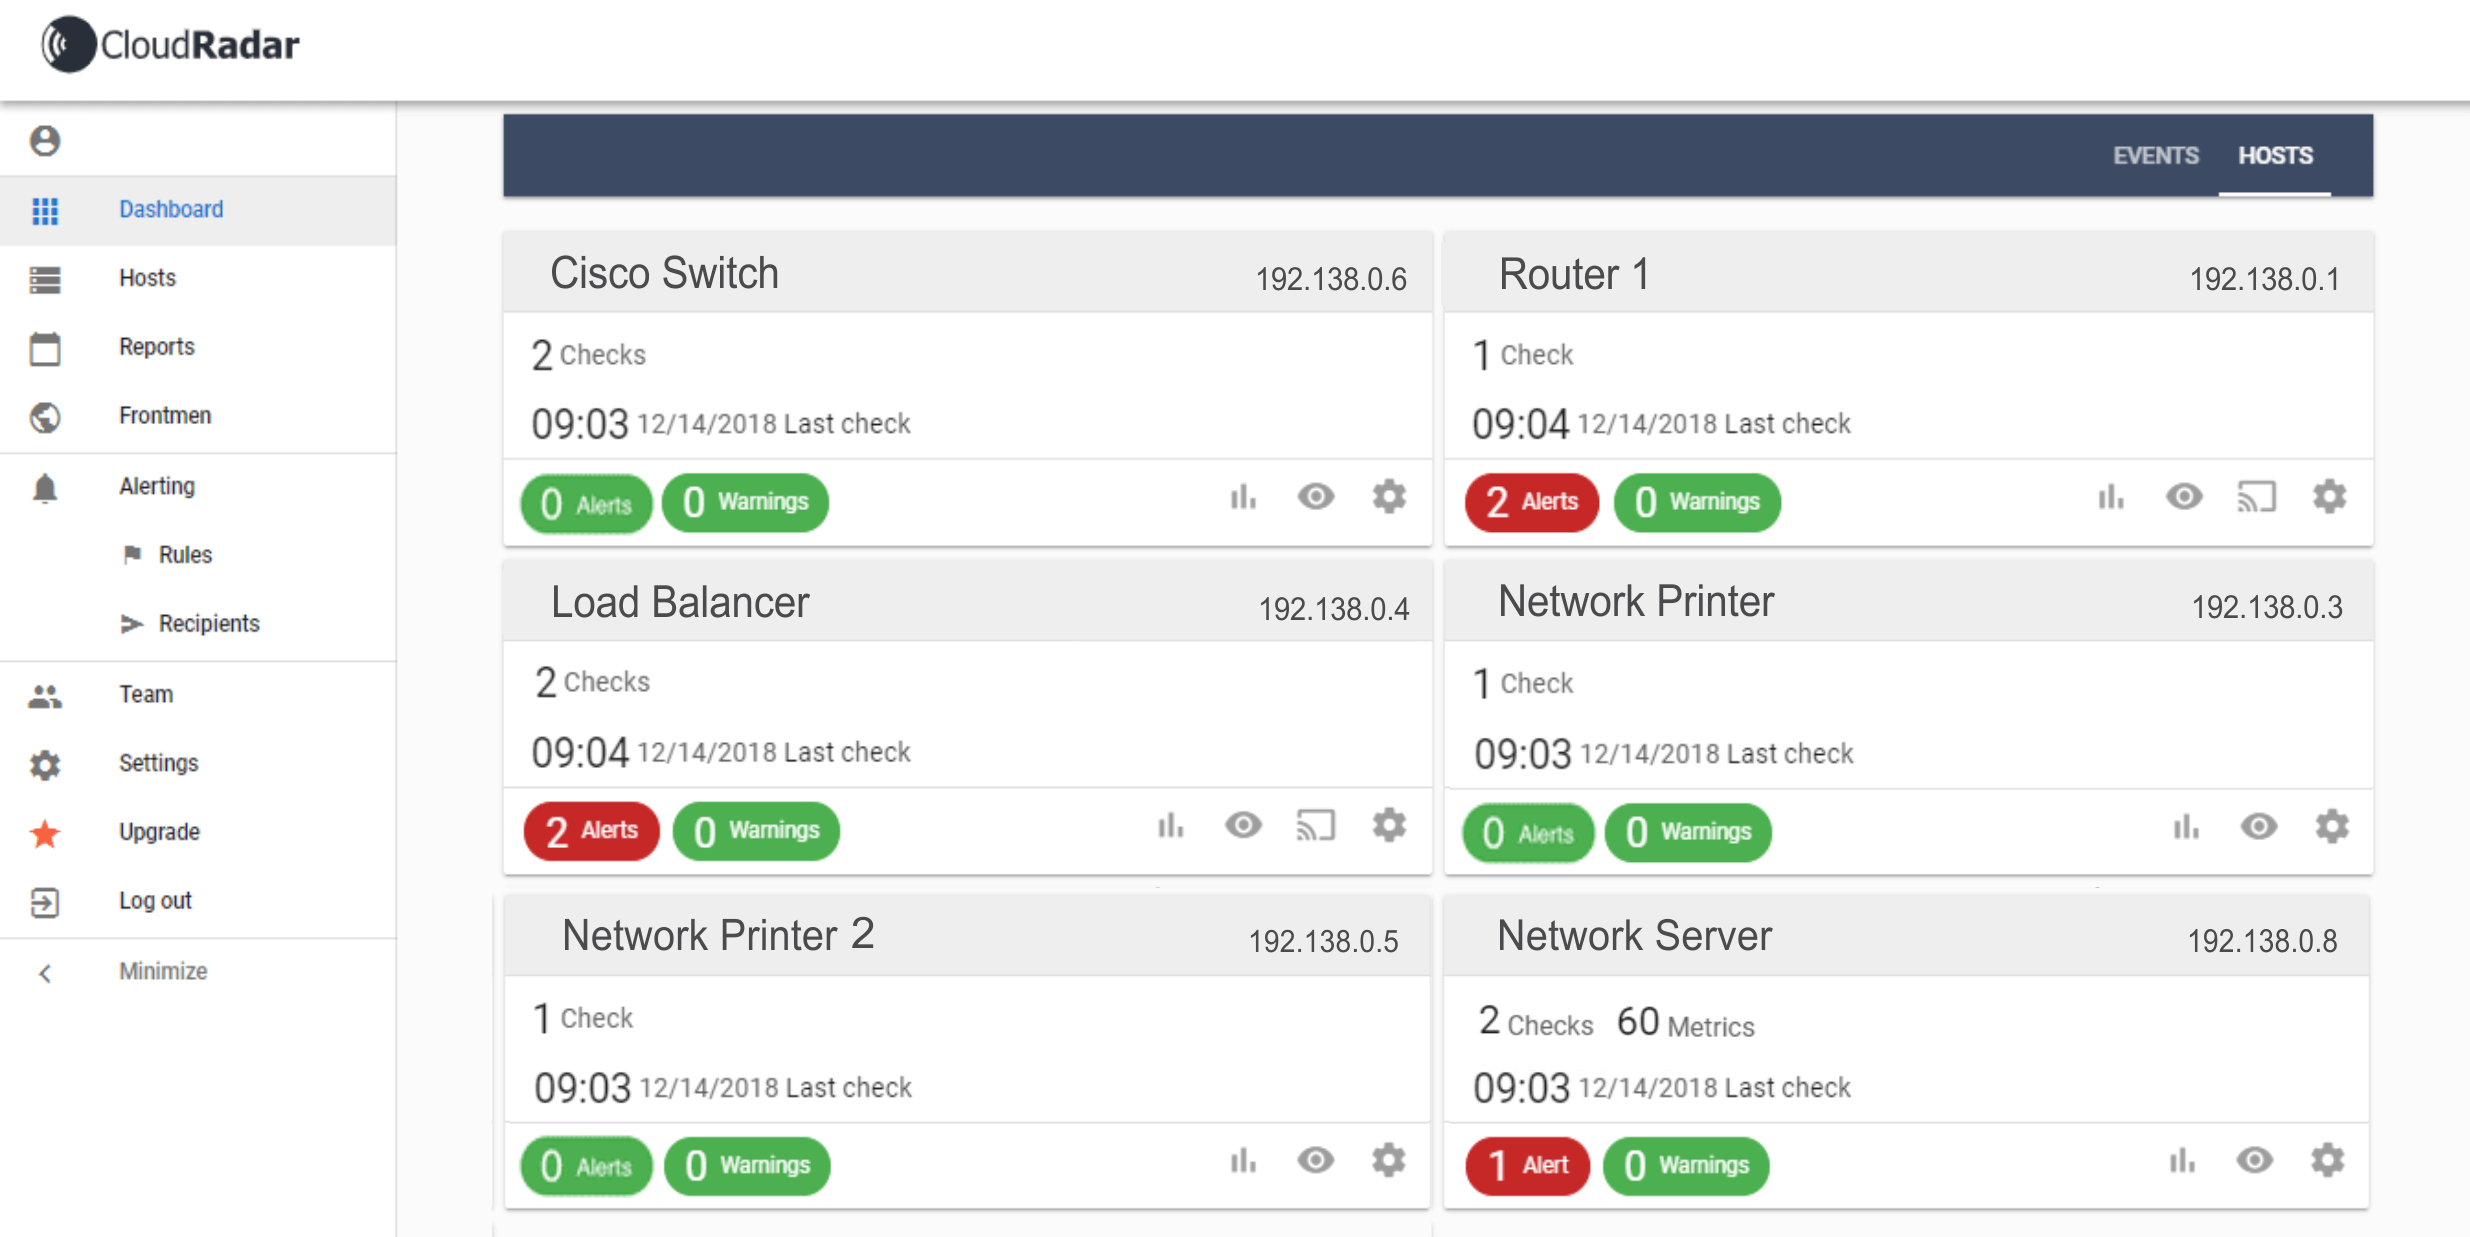 CloudRadar
EVENTS HOSTS
Dashboard
Hosts
Reports
Frontmen
Alerting
Rules
Recipients
Team
Settings
Upgrade
Log out
Minimize
Cisco Switch 192.138.0.6
2 Checks
09:03 12/14/2018 Last check
0 Alerts 0 Warnings
Router 1 192.138.0.1
1 Check
09:04 12/14/2018 Last check
2 Alerts 0 Warnings
Load Balancer 192.138.0.4
2 Checks
09:04 12/14/2018 Last check
2 Alerts 0 Warnings
Network Printer 192.138.0.3
1 Check
09:03 12/14/2018 Last check
0 Alerts 0 Warnings
Network Printer 2 192.138.0.5
1 Check
09:03 12/14/2018 Last check
0 Alerts 0 Warnings
Network Server 192.138.0.8
2 Checks 60 Metrics
09:03 12/14/2018 Last check
1 Alert 0 Warnings